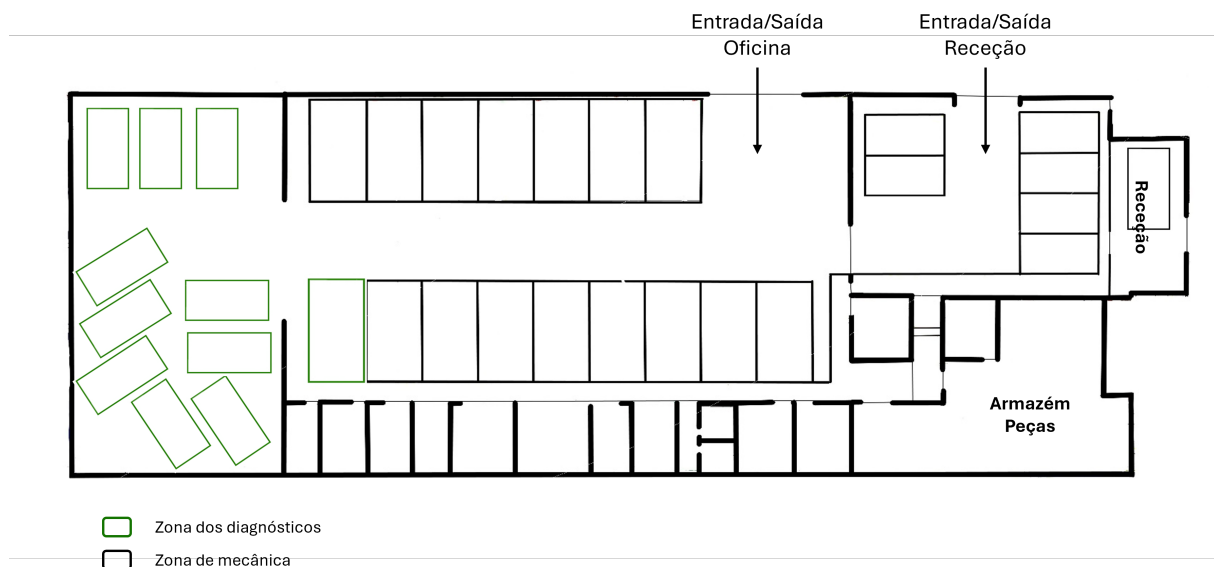 Entrada/Saída
Oficina
Entrada/Saída
Receção
Receção
Armazém
Peças
Zona dos diagnósticos
Zona de mecânica